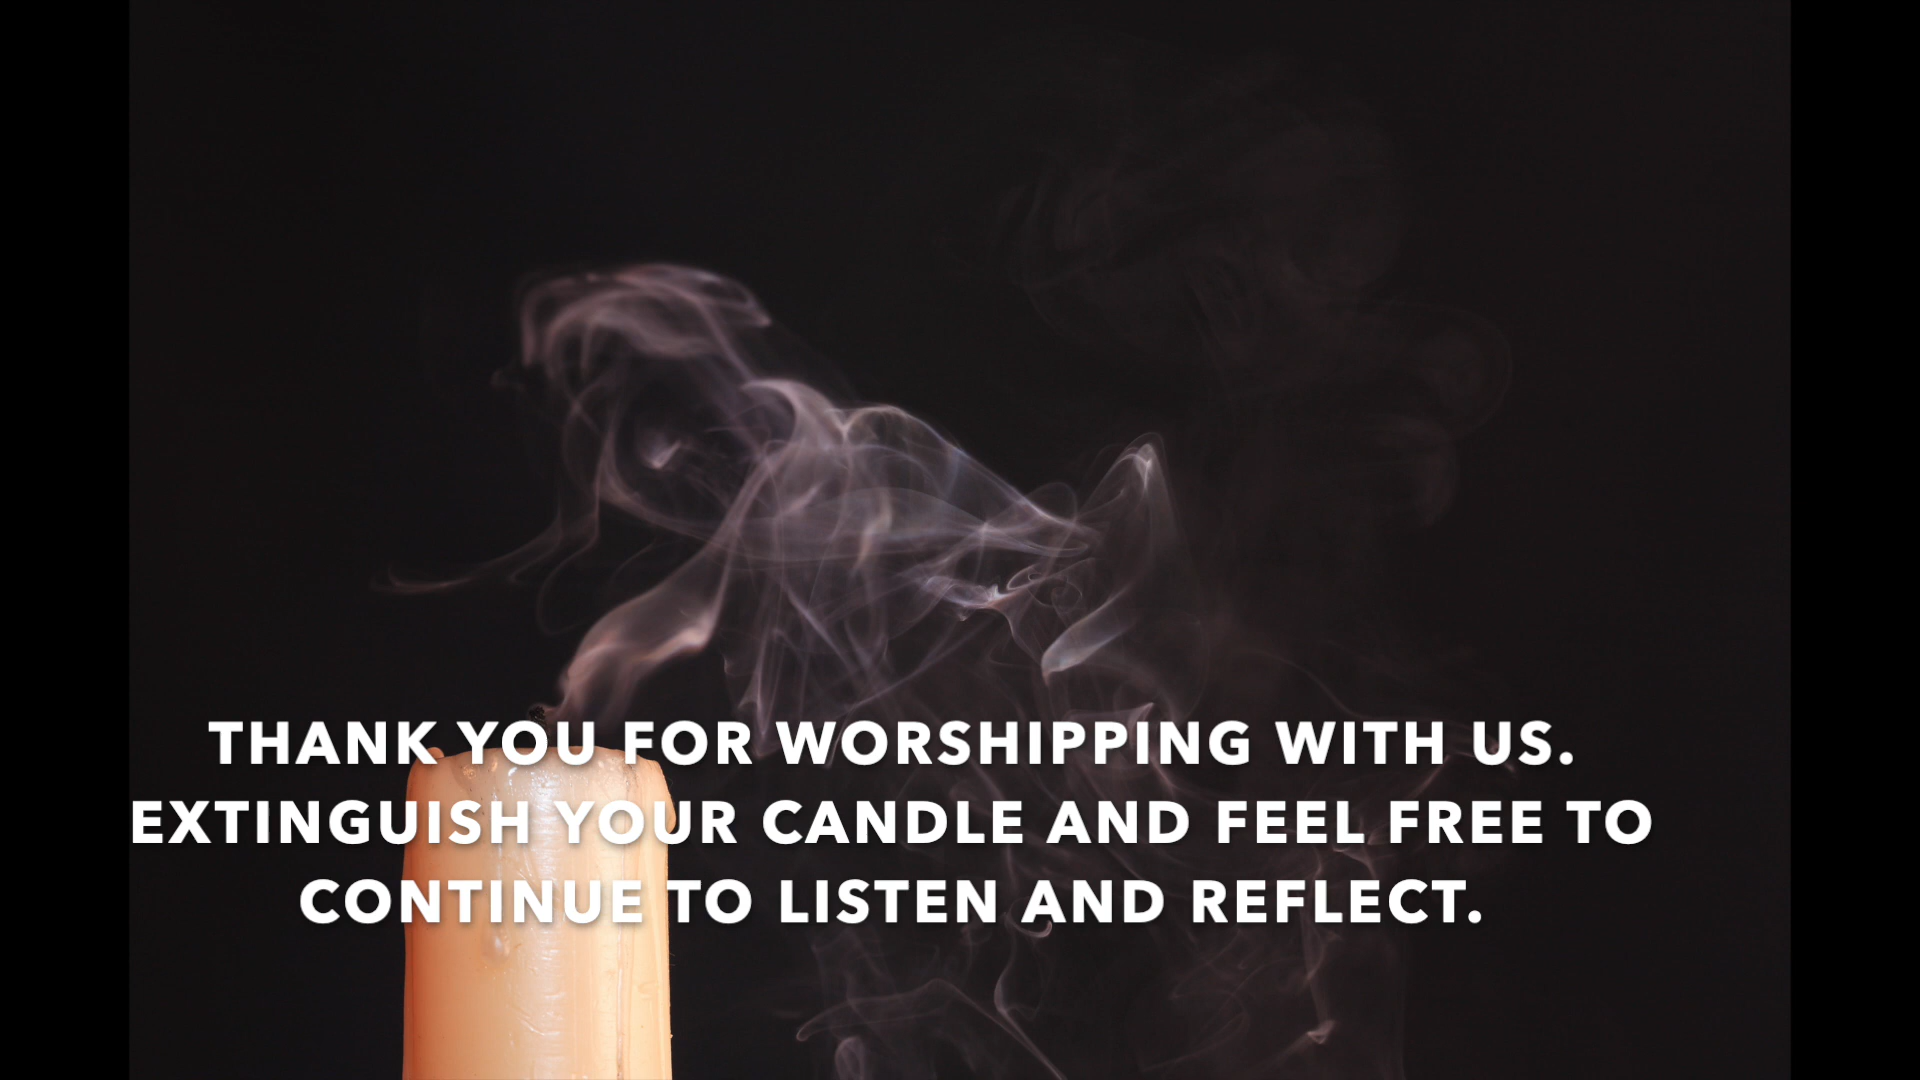 THANK YOU FOR WORSHIPPING WITH US.
EXTINGUISH YOUR CANDLE AND FEEL FREE TO
CONTINUE TO LISTEN AND REFLECT.